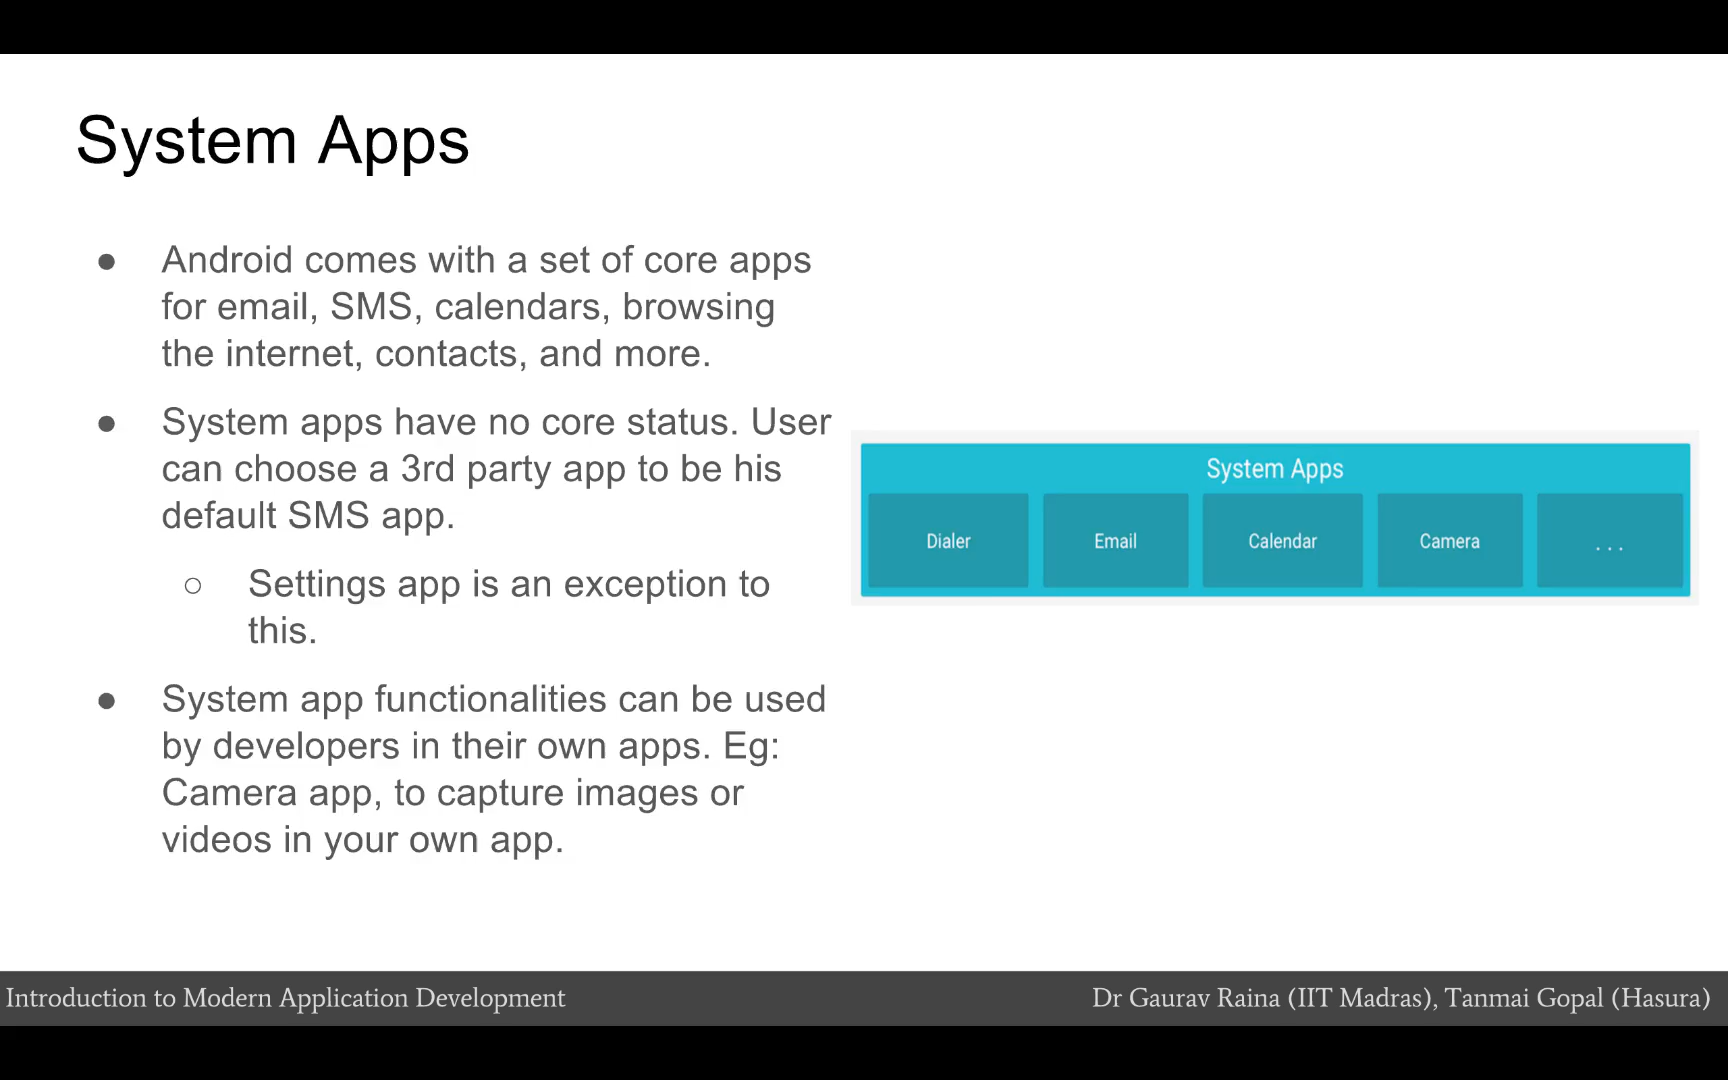 System Apps
● Android comes with a set of core apps
for email, SMS, calendars, browsing
the internet, contacts, and more.
● System apps have no core status. User
can choose a 3rd party app to be his
default SMS app.
○ Settings app is an exception to
this.
● System app functionalities can be used
by developers in their own apps. Eg:
Camera app, to capture images or
videos in your own app.
System Apps
Dialer Email Calendar Camera . . .
Introduction to Modern Application Development
Dr Gaurav Raina (IIT Madras), Tanmai Gopal (Hasura)